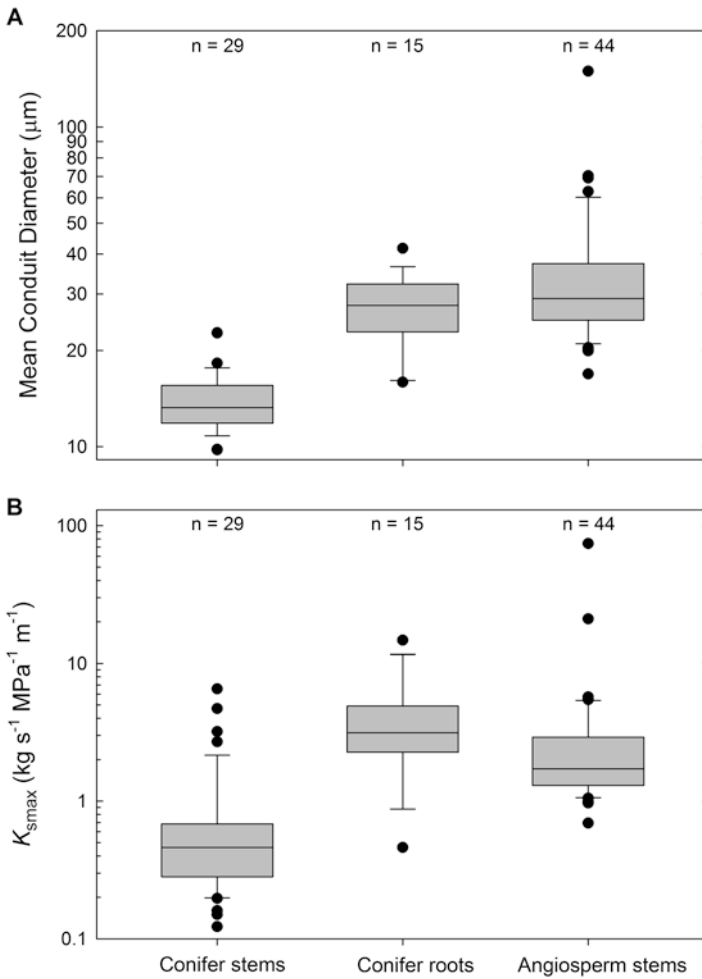 A
200
n = 29 n = 15 n = 44
100
90
80
70
60
50
40
30
20
10
Mean Conduit Diameter (μm)
B
100
n = 29 n = 15 n = 44
10
1
0.1
Ksmax (kg s-1 MPa-1 m-1)
Conifer stems Conifer roots Angiosperm stems